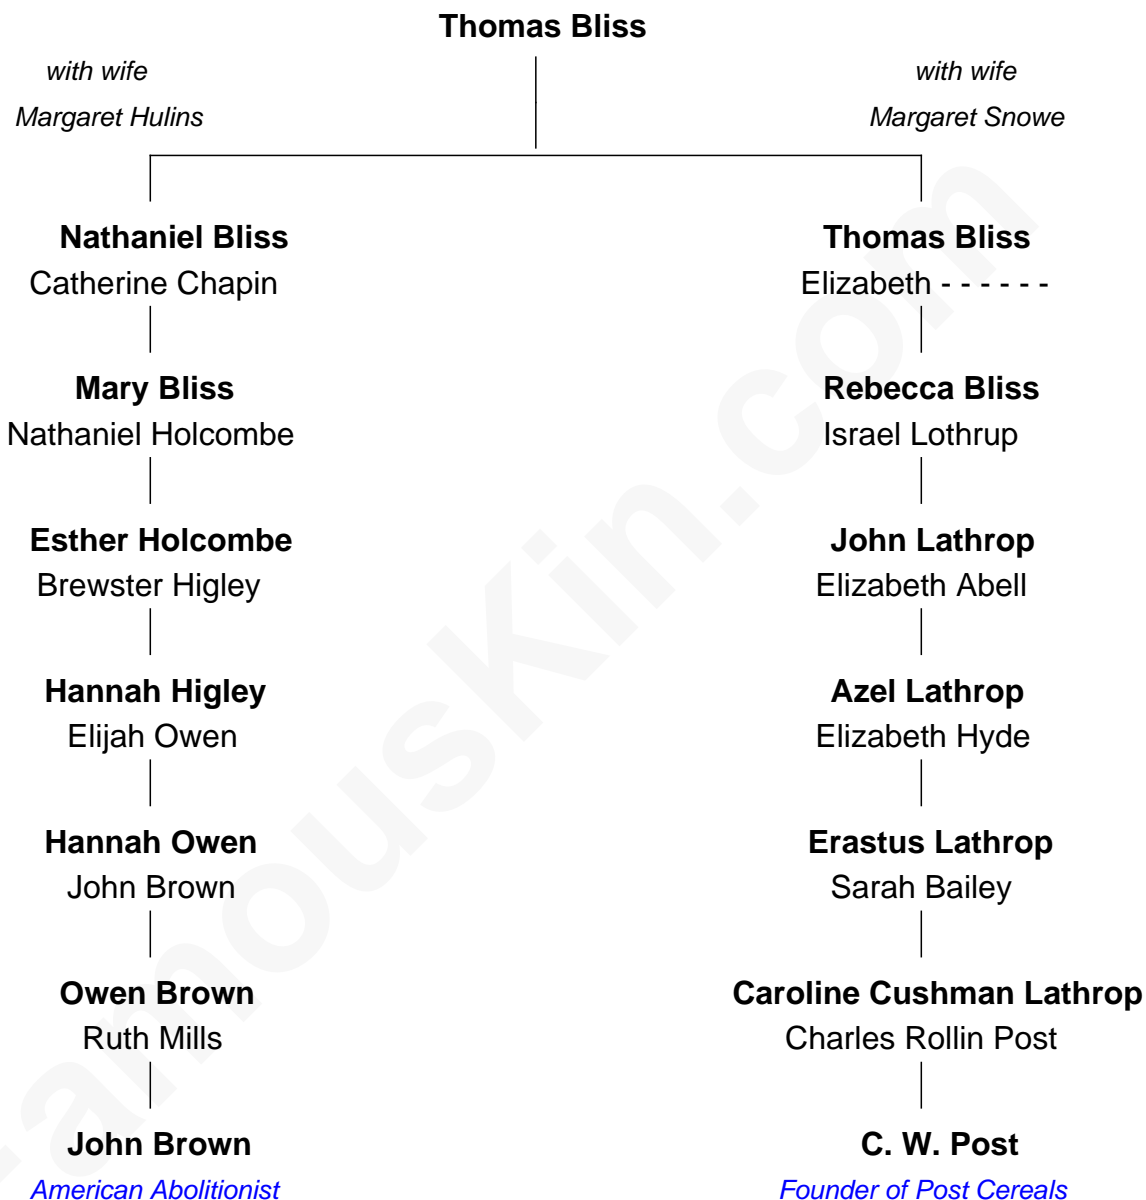 Thomas Bliss
with wife
Margaret Hulins
with wife
Margaret Snowe
Nathaniel Bliss
Catherine Chapin
Thomas Bliss
Elizabeth - - - - - -
Mary Bliss
Nathaniel Holcombe
Rebecca Bliss
Israel Lothrup
Esther Holcombe
Brewster Higley
John Lathrop
Elizabeth Abell
Hannah Higley
Elijah Owen
Azel Lathrop
Elizabeth Hyde
Hannah Owen
John Brown
Erastus Lathrop
Sarah Bailey
Owen Brown
Ruth Mills
Caroline Cushman Lathrop
Charles Rollin Post
John Brown
American Abolitionist
C. W. Post
Founder of Post Cereals
FamousKin.com